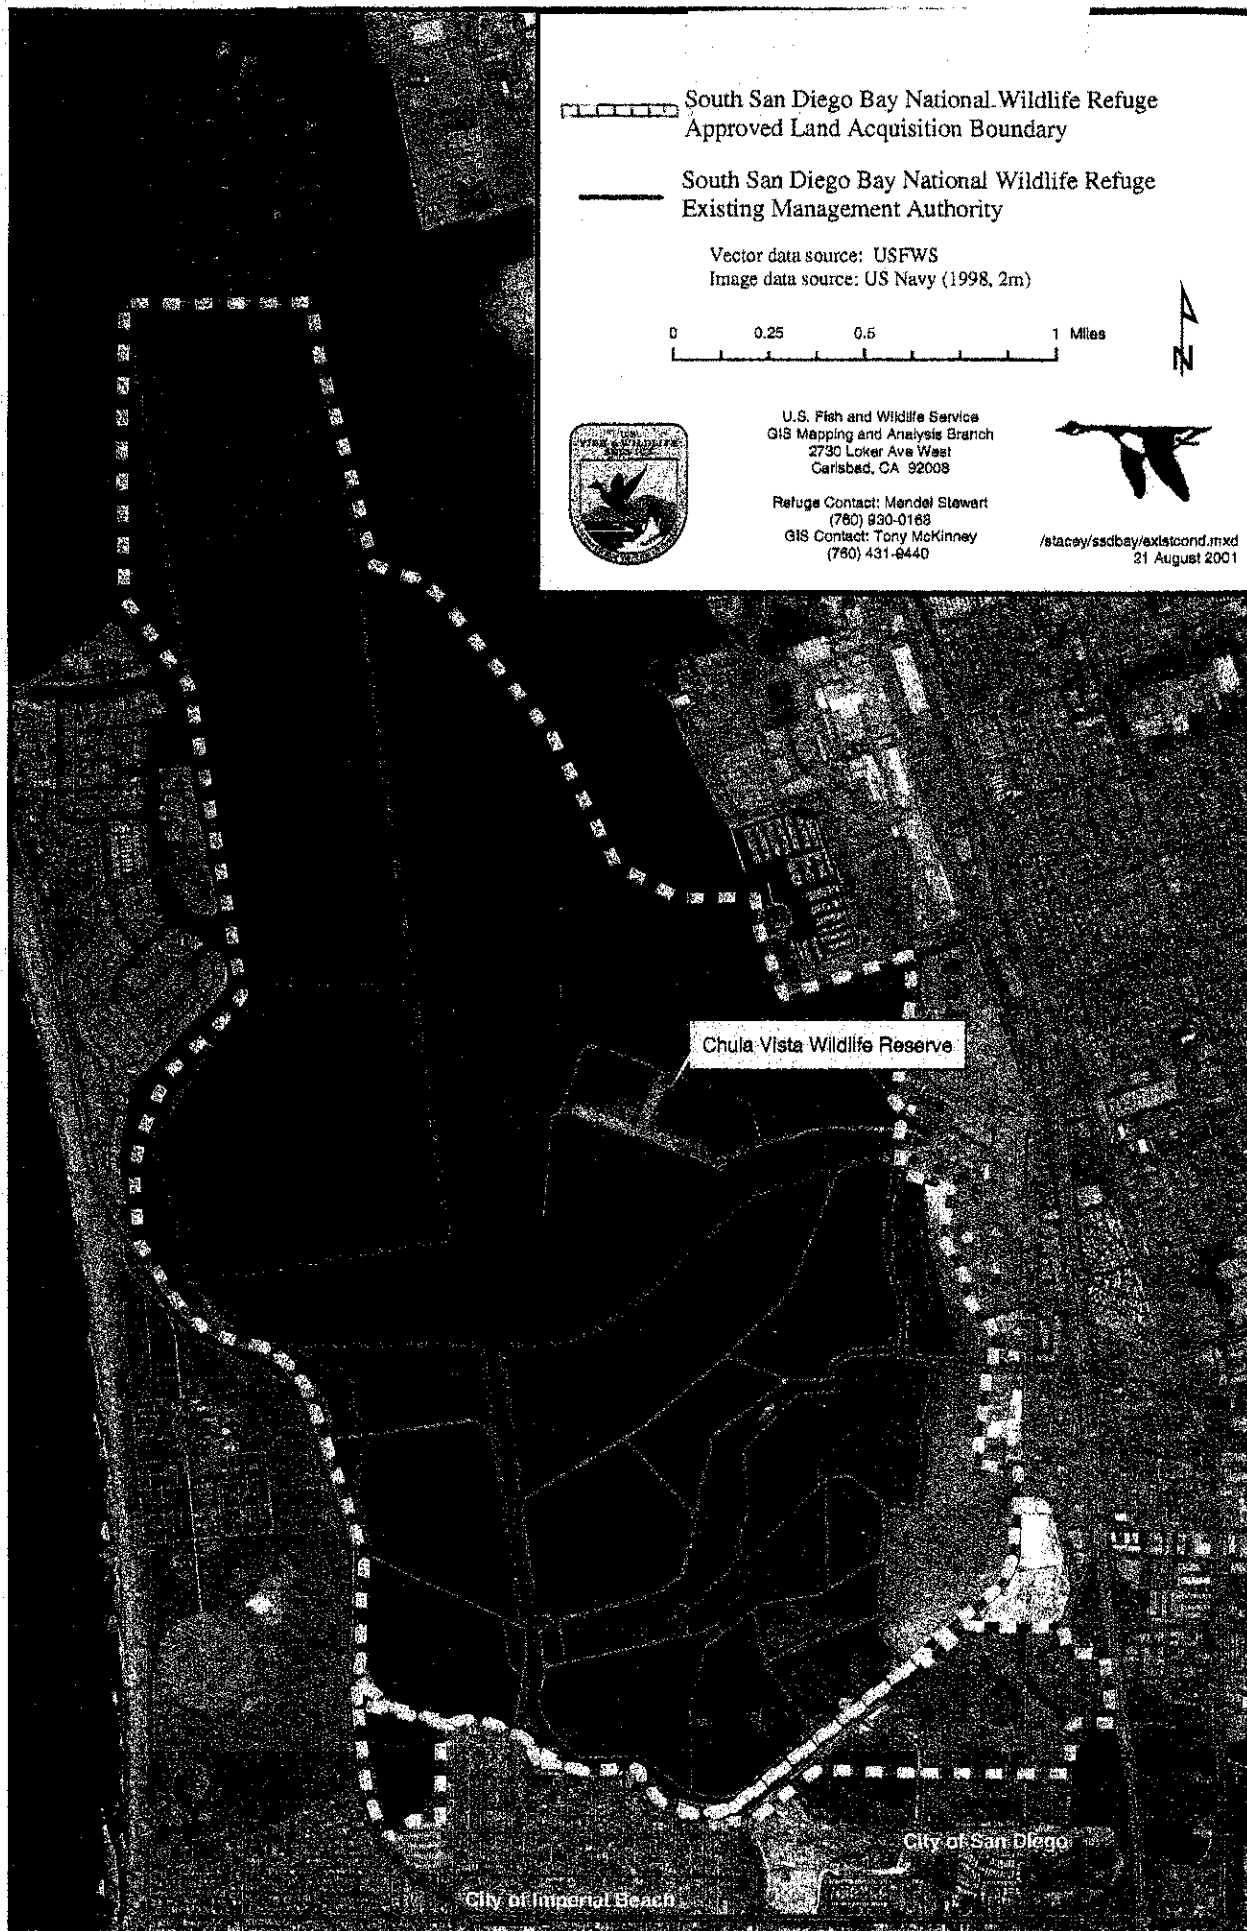 South San Diego Bay National Wildlife Refuge
Approved Land Acquisition Boundary
South San Diego Bay National Wildlife Refuge
Existing Management Authority
Vector data source: USFWS
Image data source: US Navy (1998, 2m)
0 0.25 0.5 1 Miles
N
U.S. Fish and Wildlife Service
GIS Mapping and Analysis Branch
2730 Loker Ave West
Carlsbad, CA 92008
Refuge Contact: Mendel Stewart
(760) 930-0168
GIS Contact: Tony McKinney
(760) 431-9440
/stacey/ssdbay/existcond.mxd
21 August 2001
U.S.
FISH & WILDLIFE
SERVICE
Chula Vista Wildlife Reserve
City of San Diego
City of Imperial Beach